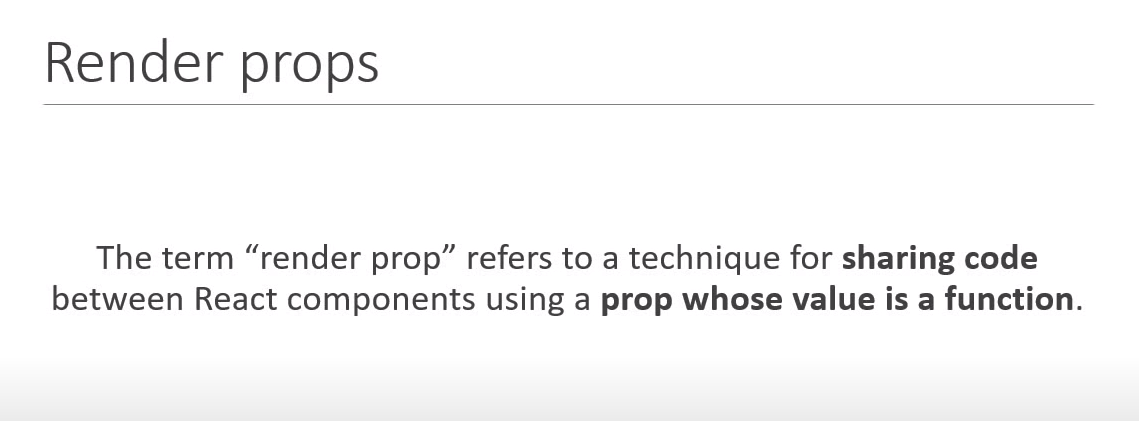 Render props
The term “render prop” refers to a technique for sharing code
between React components using a prop whose value is a function.